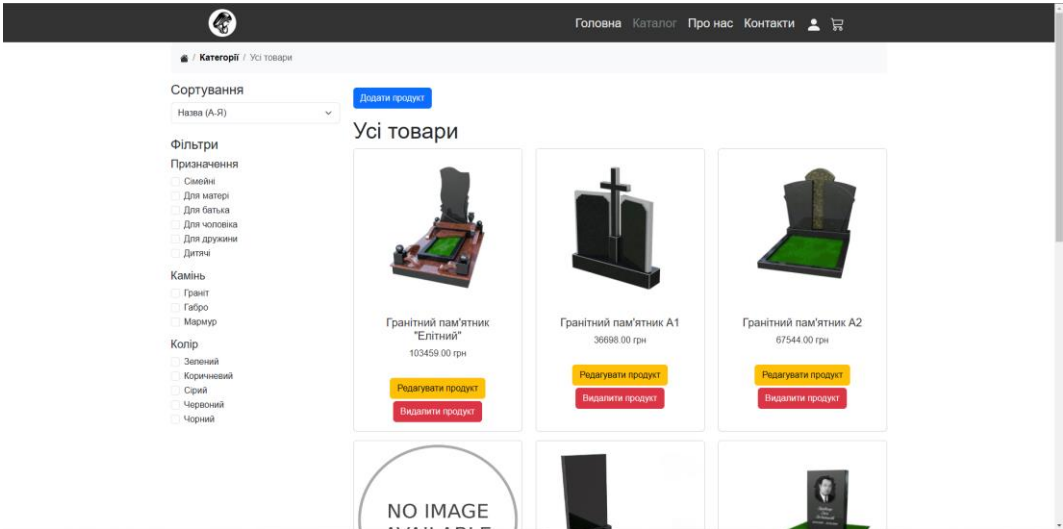 Головна Каталог Про нас Контакти
/ Категорії / Усі товари
Сортування
Назва (А-Я)
Фільтри
Призначення
Сімейні
Для матері
Для батька
Для чоловіка
Для дружини
Дитячі
Камінь
Граніт
Габро
Мармур
Колір
Зелений
Коричневий
Сірий
Червоний
Чорний
Додати продукт
Усі товари
Гранітний пам'ятник
"Елітний"
103459.00 грн
Редагувати продукт
Видалити продукт
Гранітний пам'ятник А1
36698.00 грн
Редагувати продукт
Видалити продукт
Гранітний пам'ятник А2
67544.00 грн
Редагувати продукт
Видалити продукт
NO IMAGE
AVAILABLE